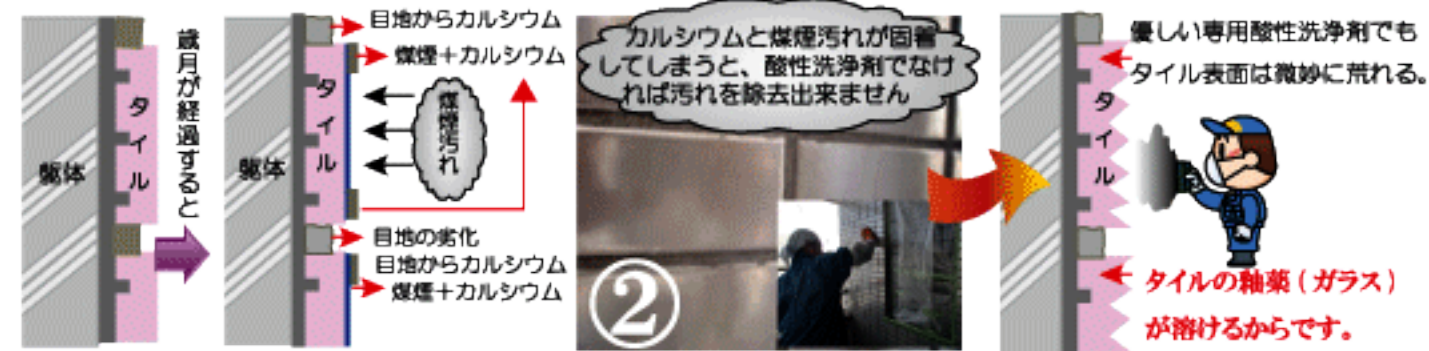 躯体
タイル
歳月が経過すると
躯体
タイル
目地からカルシウム
煤煙＋カルシウム
煤煙汚れ
目地の劣化
目地からカルシウム
煤煙＋カルシウム
カルシウムと煤煙汚れが固着
してしまうと、酸性洗浄剤でなけ
れば汚れを除去出来ません
②
タイル
優しい専用酸性洗浄剤でも
タイル表面は微妙に荒れる。
タイルの釉薬（ガラス）
が溶けるからです。